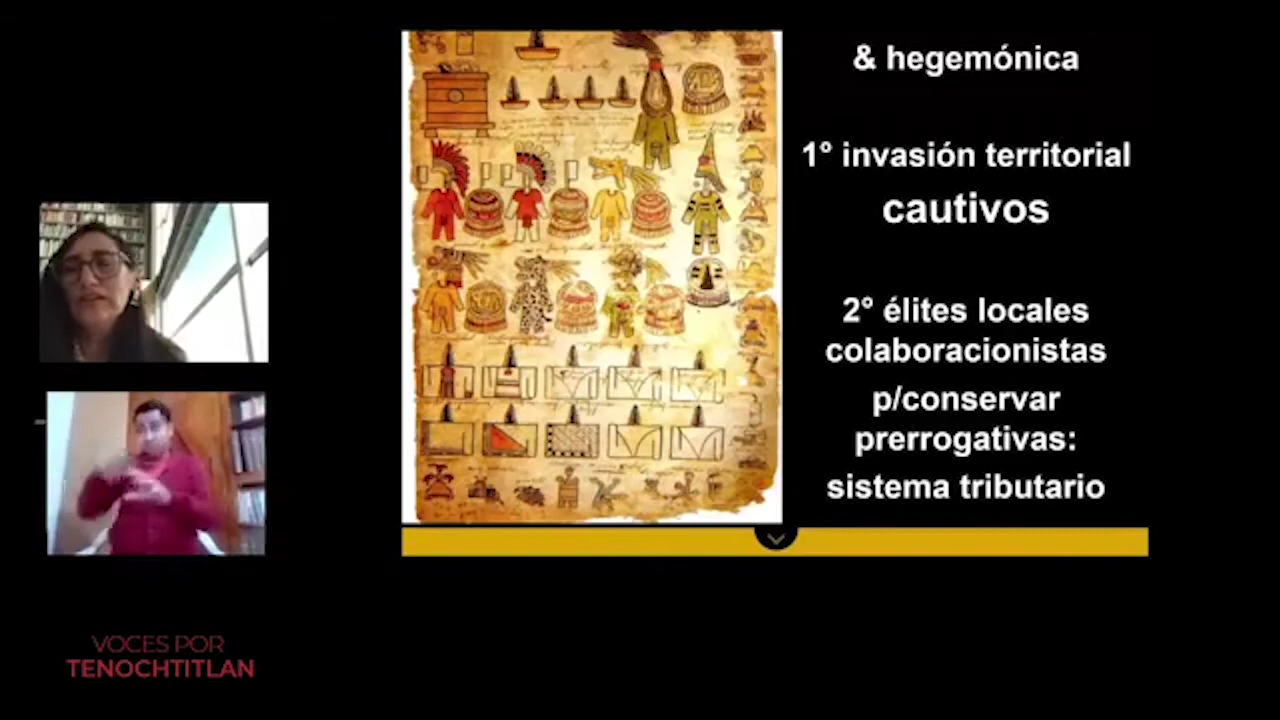 & hegemónica
1° invasión territorial
cautivos
2° élites locales
colaboracionistas
p/conservar
prerrogativas:
sistema tributario
VOCES POR
TENOCHTITLAN